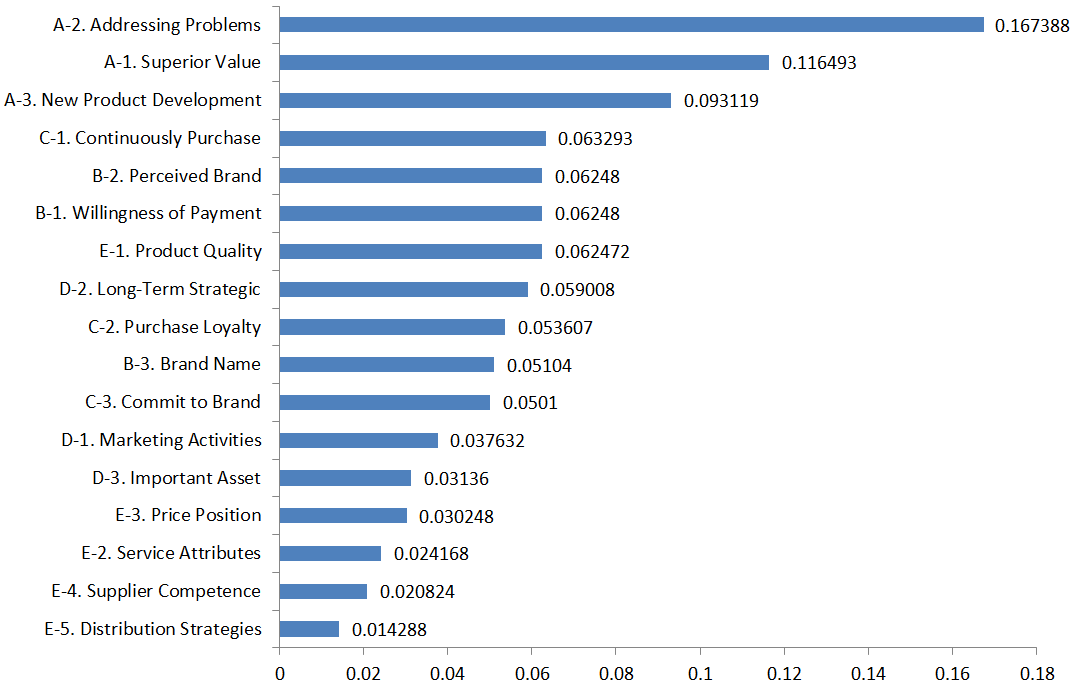 A-2. Addressing Problems 0.167388
A-1. Superior Value 0.116493
A-3. New Product Development 0.093119
C-1. Continuously Purchase 0.063293
B-2. Perceived Brand 0.06248
B-1. Willingness of Payment 0.06248
E-1. Product Quality 0.062472
D-2. Long-Term Strategic 0.059008
C-2. Purchase Loyalty 0.053607
B-3. Brand Name 0.05104
C-3. Commit to Brand 0.0501
D-1. Marketing Activities 0.037632
D-3. Important Asset 0.03136
E-3. Price Position 0.030248
E-2. Service Attributes 0.024168
E-4. Supplier Competence 0.020824
E-5. Distribution Strategies 0.014288
0 0.02 0.04 0.06 0.08 0.1 0.12 0.14 0.16 0.18